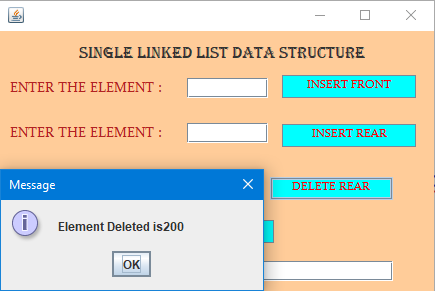 SINGLE LINKED LIST DATA STRUCTURE
ENTER THE ELEMENT : INSERT FRONT
ENTER THE ELEMENT : INSERT REAR
DELETE REAR
Message
Element Deleted is200
OK